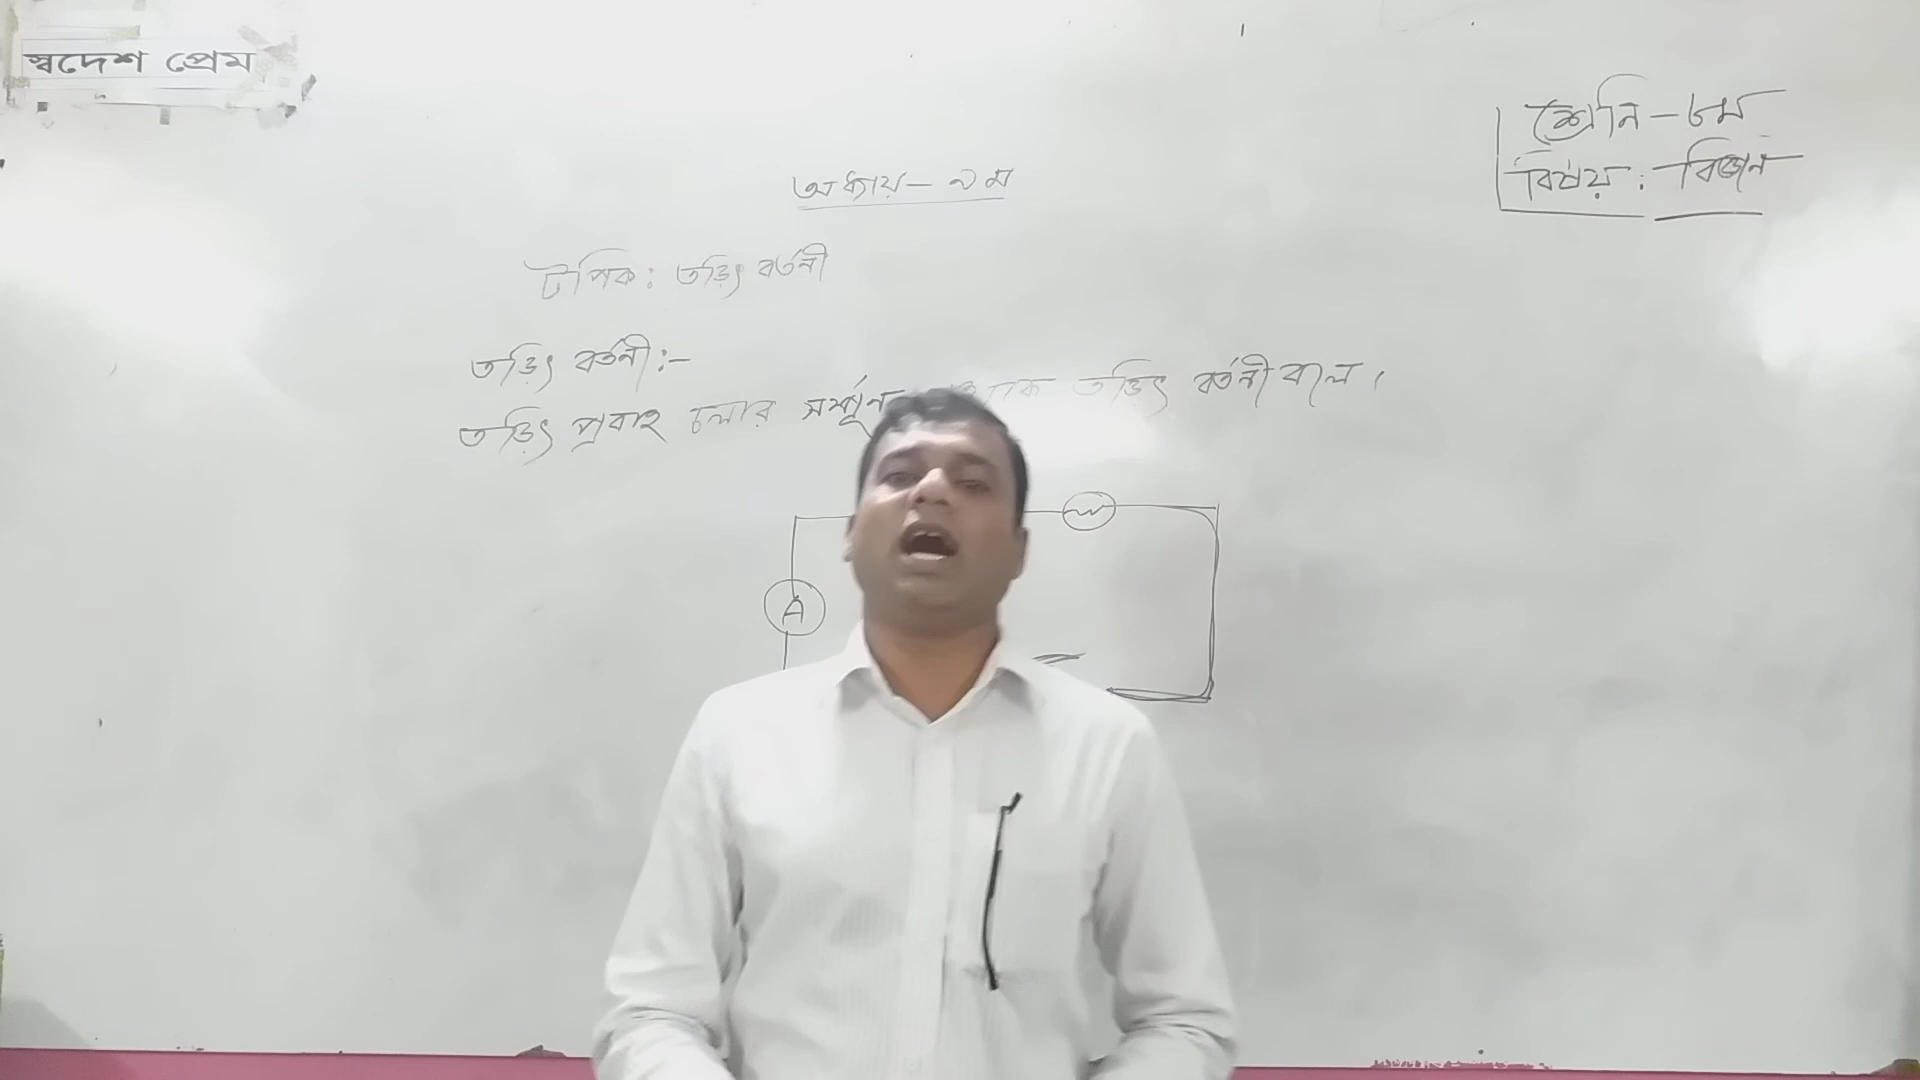 স্বদেশ প্রেম
শ্রেনি - ৮ম
বিষয় : বিজ্ঞান
অধ্যায় - ৯ম
টপিক : তড়িৎ বর্তনী
তড়িৎ বর্তনী :-
তড়িৎ প্রবাহ চলার সম্পূর্ন তড়িৎ বর্তনী বলে ।
A